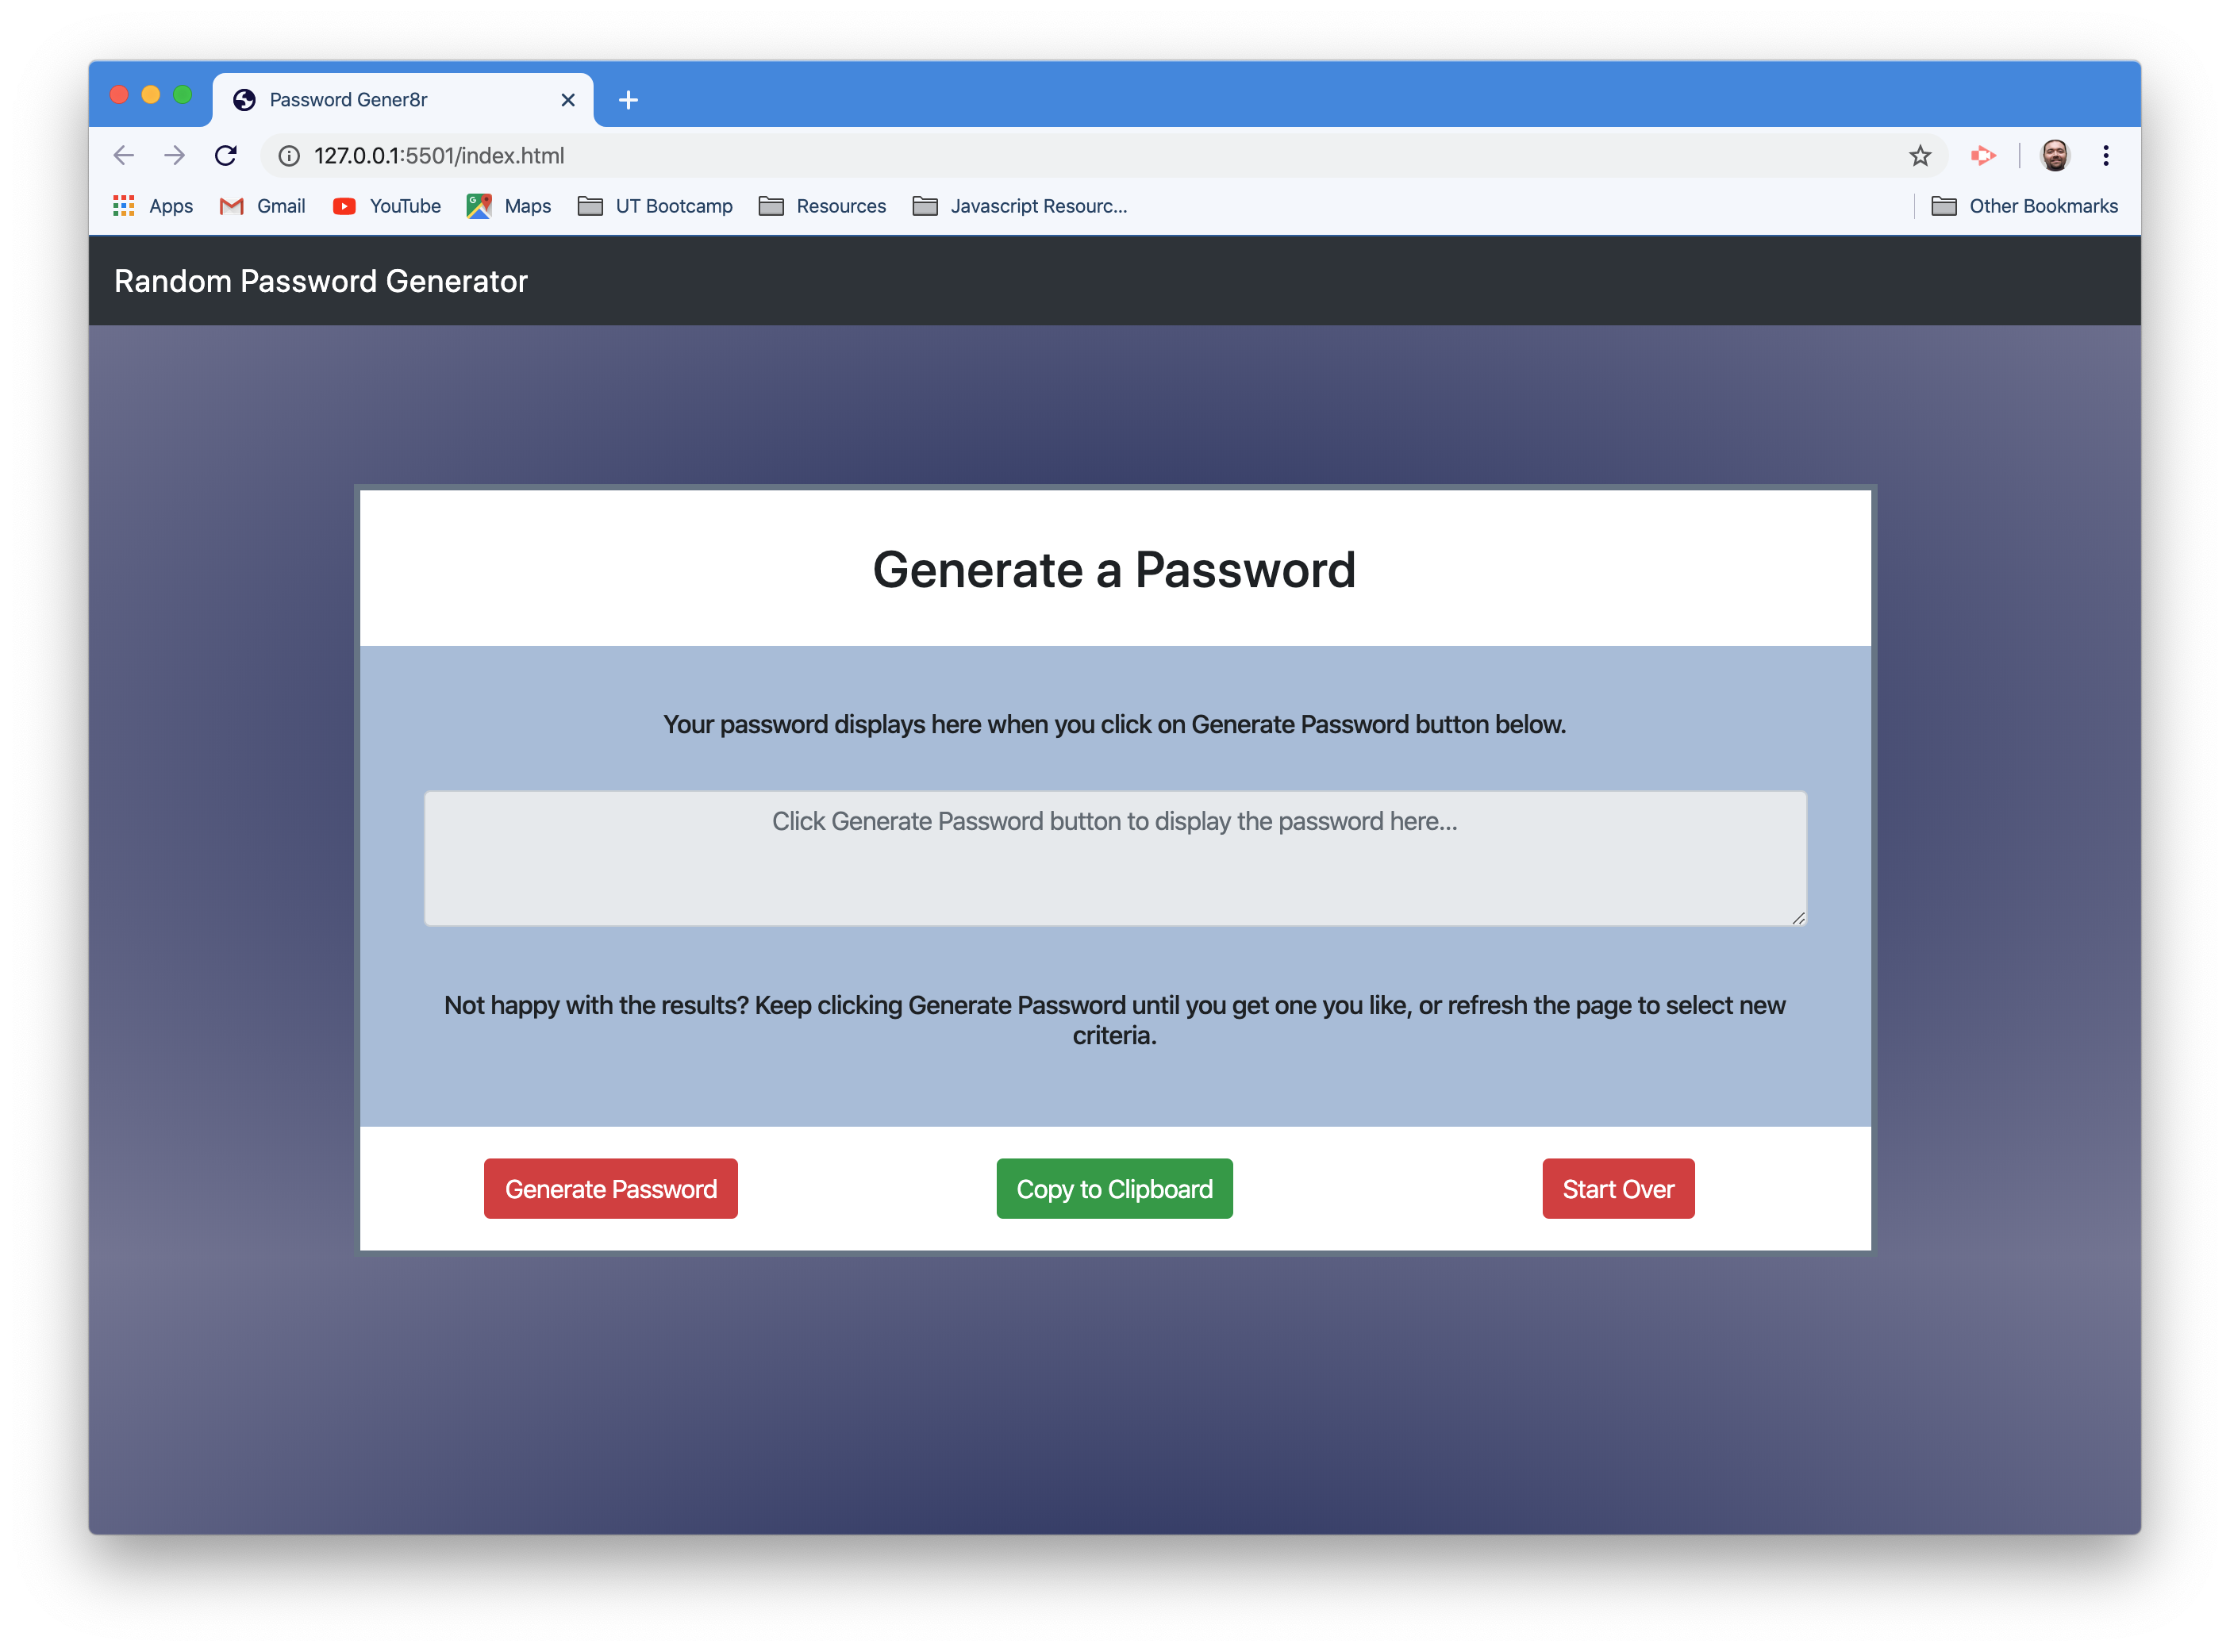 Password Gener8r
127.0.0.1:5501/index.html
Apps Gmail YouTube Maps UT Bootcamp Resources Javascript Resourc... Other Bookmarks
Random Password Generator
Generate a Password
Your password displays here when you click on Generate Password button below.
Click Generate Password button to display the password here...
Not happy with the results? Keep clicking Generate Password until you get one you like, or refresh the page to select new
criteria.
Generate Password Copy to Clipboard Start Over